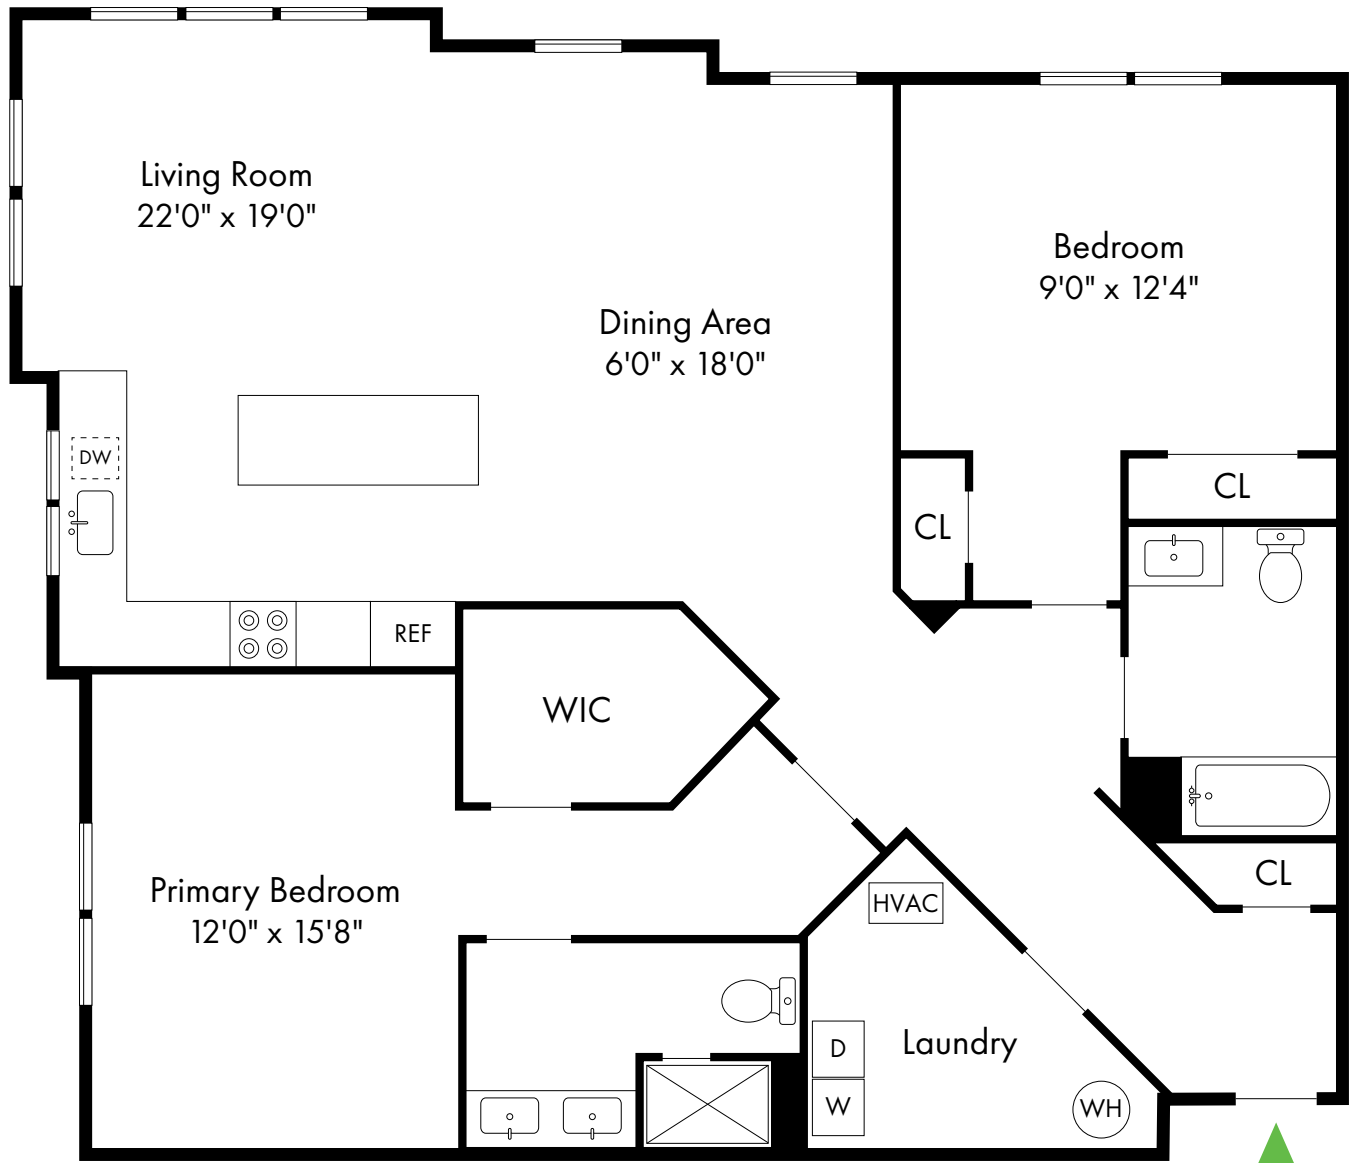 Living Room
22'0" x 19'0"
Bedroom
9'0" x 12'4"
Dining Area
6'0" x 18'0"
DW
CL
CL
REF
WIC
CL
Primary Bedroom
12'0" x 15'8"
HVAC
Laundry
D
W
WH